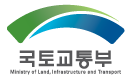 국토교통부
Ministry of Land, Infrastructure and Transport